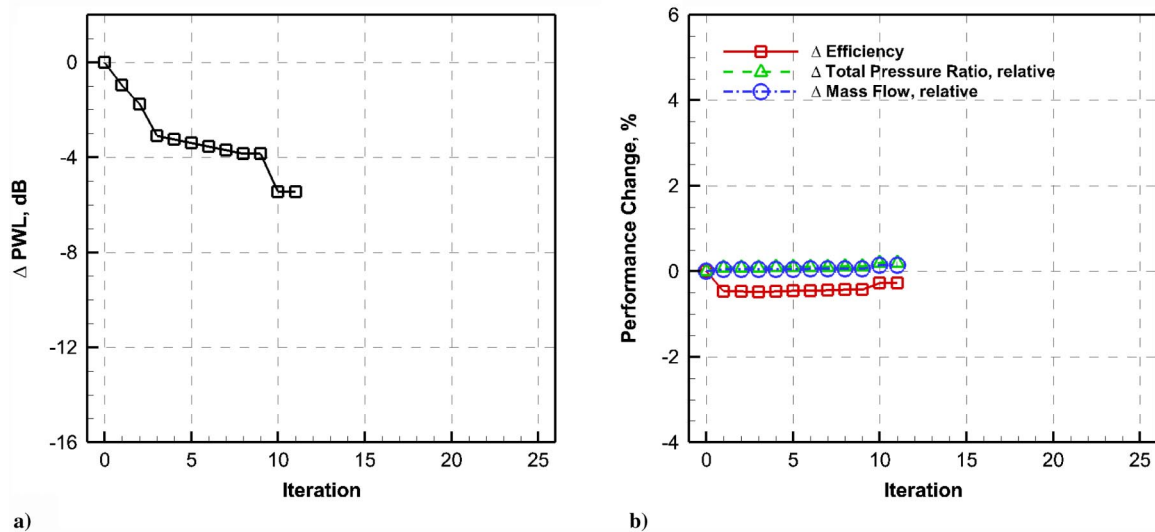 0
-4
-8
-12
-16
Δ PWL, dB
0 5 10 15 20 25
Iteration
a)
6
4
2
0
-2
-4
Performance Change, %
Δ Efficiency
Δ Total Pressure Ratio, relative
Δ Mass Flow, relative
0 5 10 15 20 25
Iteration
b)